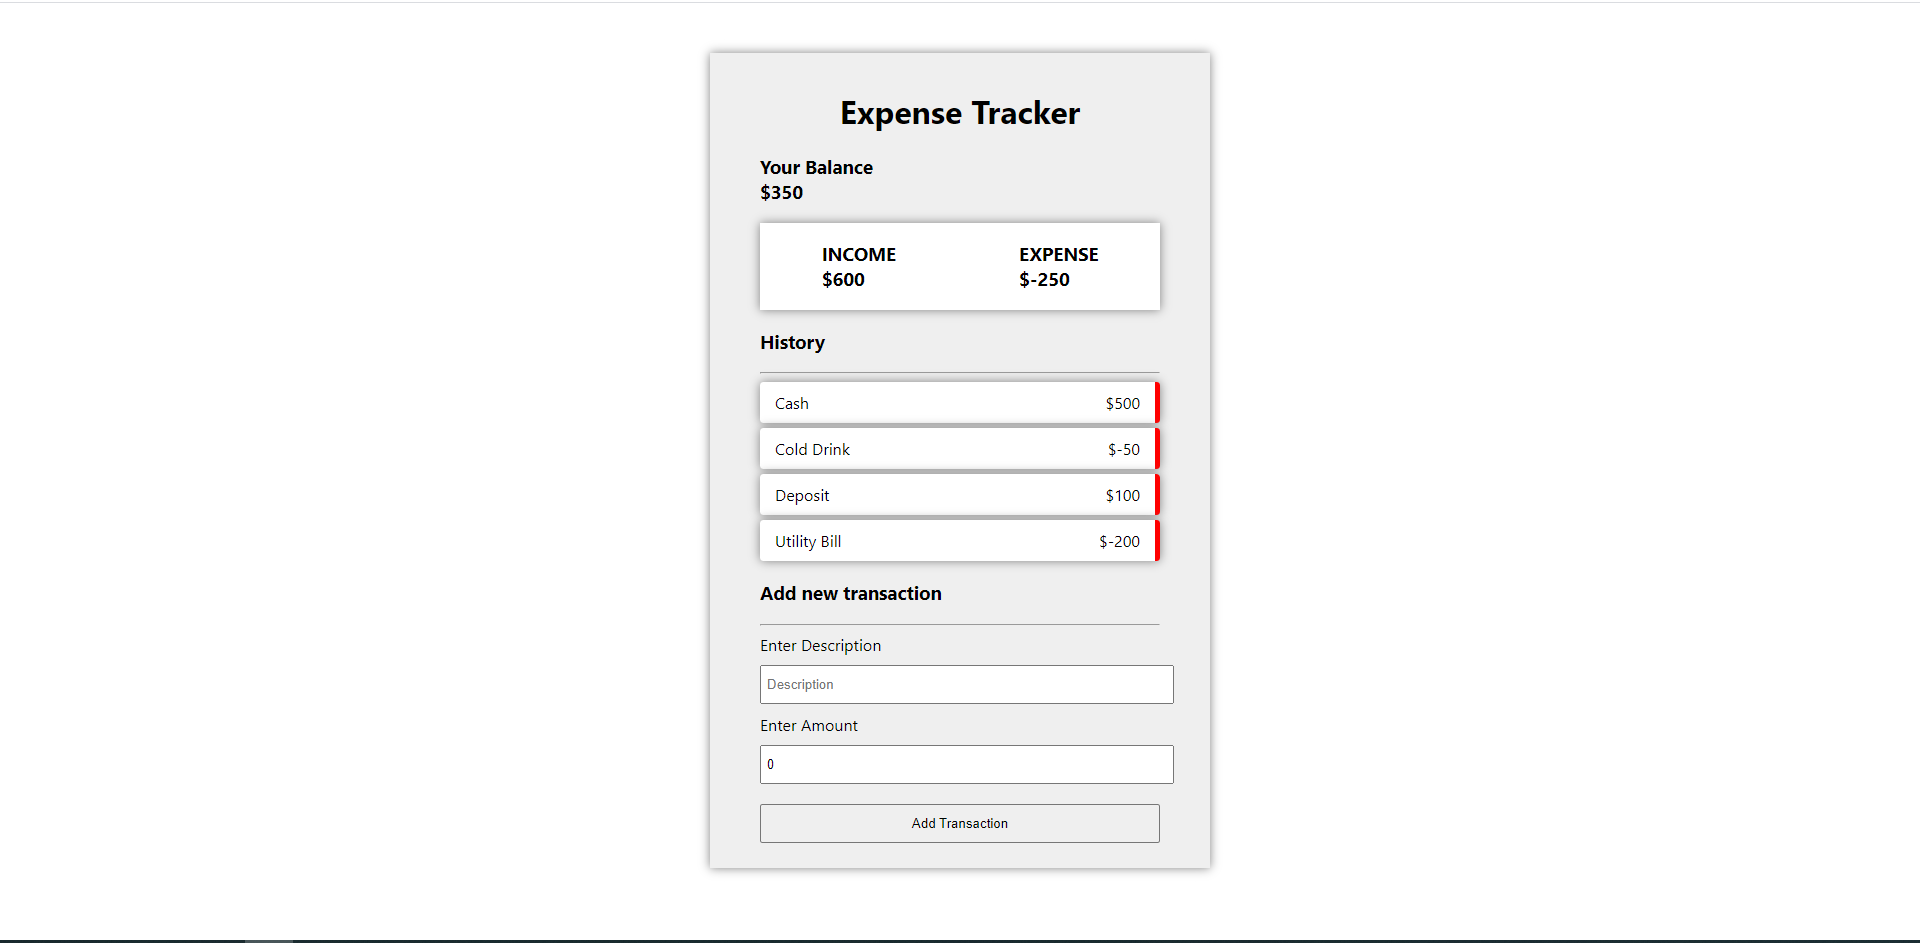 Expense Tracker
Your Balance
$350
INCOME EXPENSE
$600 $-250
History
Cash $500
Cold Drink $-50
Deposit $100
Utility Bill $-200
Add new transaction
Enter Description
Description
Enter Amount
0
Add Transaction